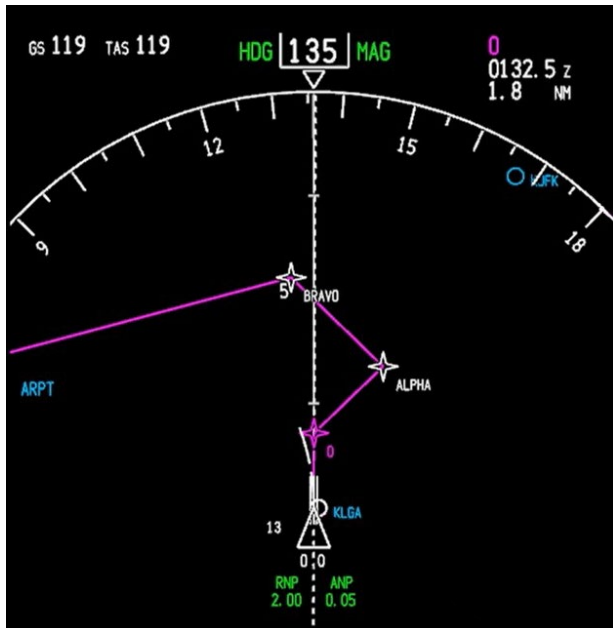 GS 119 TAS 119
HDG 135 MAG
0
0132.5 Z
1.8 NM
12
15
KJFK
9
18
5
BRAVO
ARPT
ALPHA
0
KLGA
13
0 0
RNP ANP
2.00 0.05